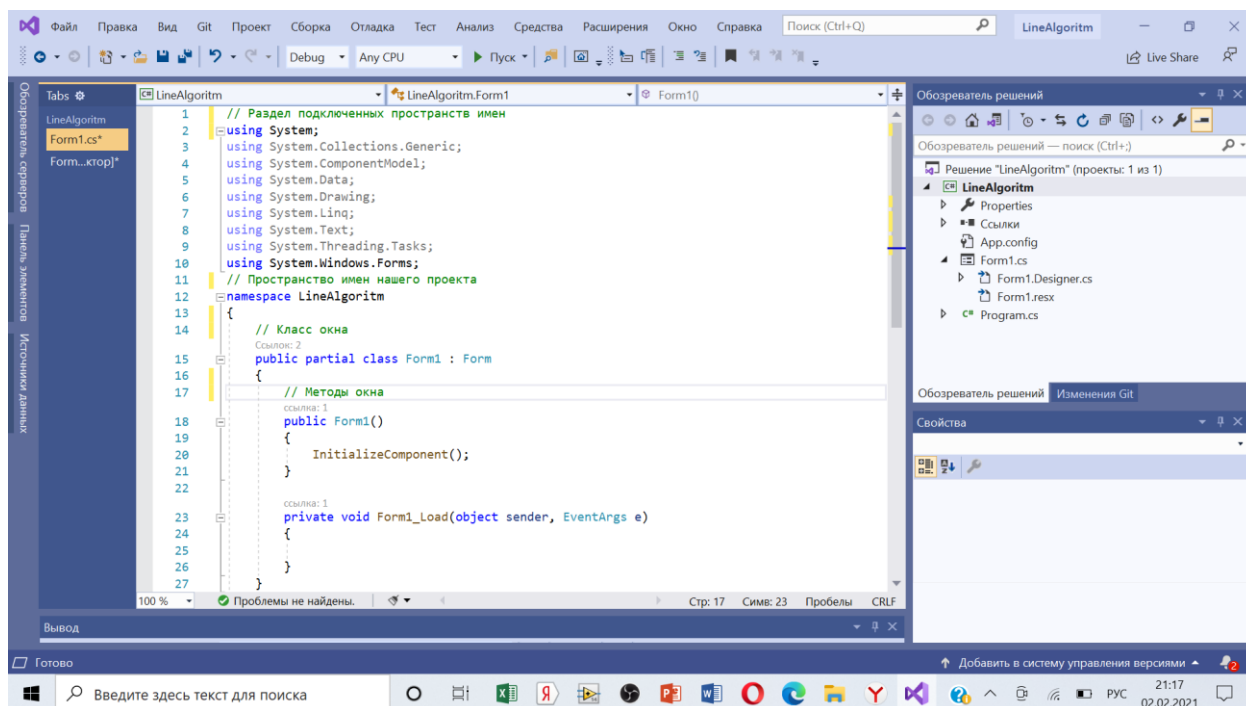 Файл Правка Вид Git Проект Сборка Отладка Тест Анализ Средства Расширения Окно Справка Поиск (Ctrl+Q) LineAlgoritm
Debug Any CPU Пуск Live Share
Обозреватель серверов
Панель элементов
Источники данных
Tabs
LineAlgoritm
Form1.cs*
Form...ктор]*
LineAlgoritm LineAlgoritm.Form1 Form1()
1 // Раздел подключенных пространств имен
2 using System;
3 using System.Collections.Generic;
4 using System.ComponentModel;
5 using System.Data;
6 using System.Drawing;
7 using System.Linq;
8 using System.Text;
9 using System.Threading.Tasks;
10 using System.Windows.Forms;
11 // Пространство имен нашего проекта
12 namespace LineAlgoritm
13 {
14 // Класс окна
Ссылок: 2
15 public partial class Form1 : Form
16 {
17 // Методы окна
ссылка: 1
18 public Form1()
19 {
20 InitializeComponent();
21 }
22
ссылка: 1
23 private void Form1_Load(object sender, EventArgs e)
24 {
25
26 }
27 }
100 % Проблемы не найдены. Стр: 17 Симв: 23 Пробелы CRLF
Вывод
Обозреватель решений
Обозреватель решений — поиск (Ctrl+;)
Решение "LineAlgoritm" (проекты: 1 из 1)
C# LineAlgoritm
Properties
Ссылки
App.config
Form1.cs
Form1.Designer.cs
Form1.resx
C# Program.cs
Обозреватель решений Изменения Git
Свойства
Готово Добавить в систему управления версиями 2
Введите здесь текст для поиска РУС 21:17
02.02.2021